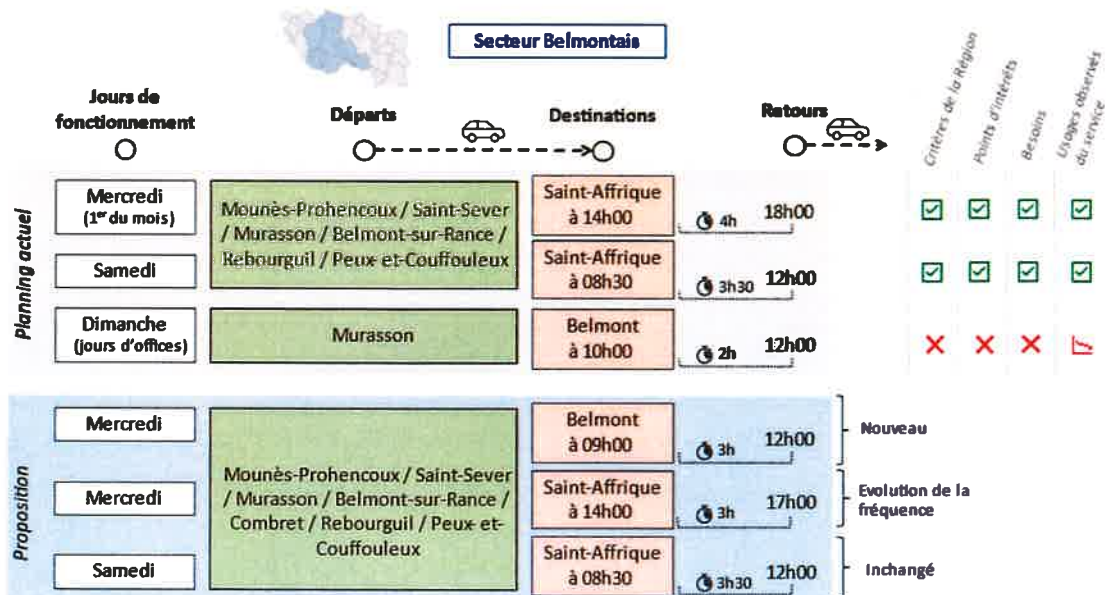 Secteur Belmontais
Jours de
fonctionnement
Départs
Destinations
Retours
Critères de la Région
Points d'intérêts
Besoins
Usages observés
du service
Planning actuel
Mercredi
(1er du mois)
Mounès-Prohencoux / Saint-Sever
/ Murasson / Belmont-sur-Rance /
Rebourguil / Peux-et-Couffouleux
Saint-Affrique
à 14h00
4h
18h00
Samedi
Saint-Affrique
à 08h30
3h30
12h00
Dimanche
(jours d'offices)
Murasson
Belmont
à 10h00
2h
12h00
Proposition
Mercredi
Mounès-Prohencoux / Saint-Sever
/ Murasson / Belmont-sur-Rance /
Combret / Rebourguil / Peux-et-
Couffouleux
Belmont
à 09h00
3h
12h00
Nouveau
Mercredi
Saint-Affrique
à 14h00
3h
17h00
Evolution de la
fréquence
Samedi
Saint-Affrique
à 08h30
3h30
12h00
Inchangé